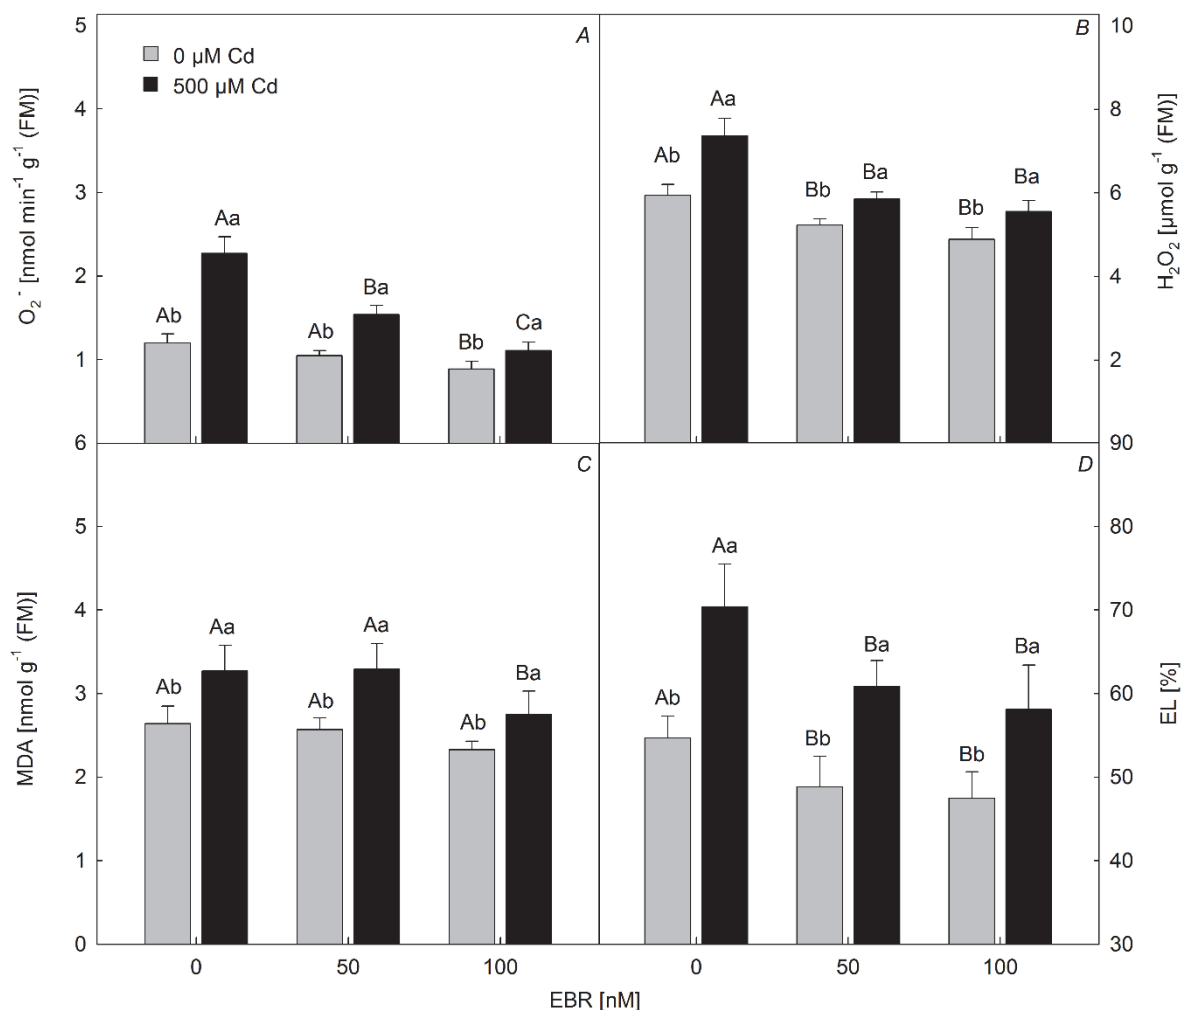 5
4
3
2
1
6
O₂⁻ [nmol min⁻¹ g⁻¹ (FM)]
A
0 µM Cd
500 µM Cd
Ab
Aa
Ab
Ba
Bb
Ca
B
Ab
Aa
Bb
Ba
Bb
Ba
10
8
6
4
2
90
H₂O₂ [µmol g⁻¹ (FM)]
5
4
3
2
1
0
MDA [nmol g⁻¹ (FM)]
C
Ab
Aa
Ab
Aa
Ab
Ba
0
50
100
D
Ab
Aa
Bb
Ba
Bb
Ba
0
50
100
80
70
60
50
40
30
EL [%]
EBR [nM]